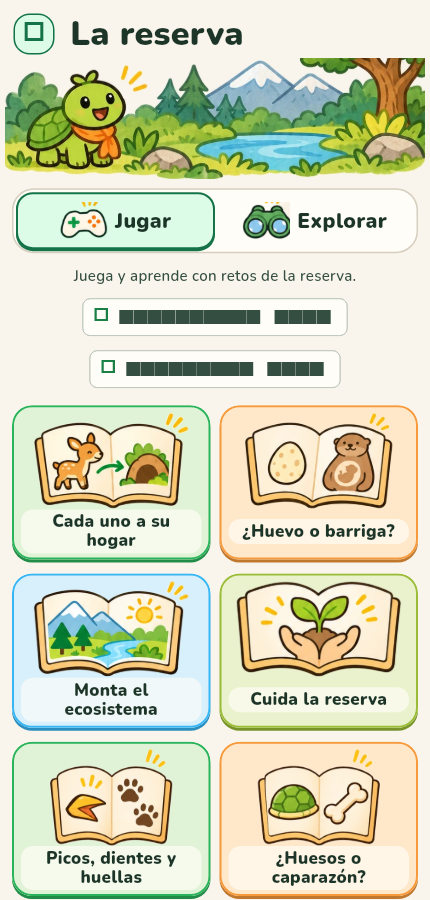 La reserva
Jugar
Explorar
Juega y aprende con retos de la reserva.
Cada uno a su
hogar
¿Huevo o barriga?
Monta el
ecosistema
Cuida la reserva
Picos, dientes y
huellas
¿Huesos o
caparazón?